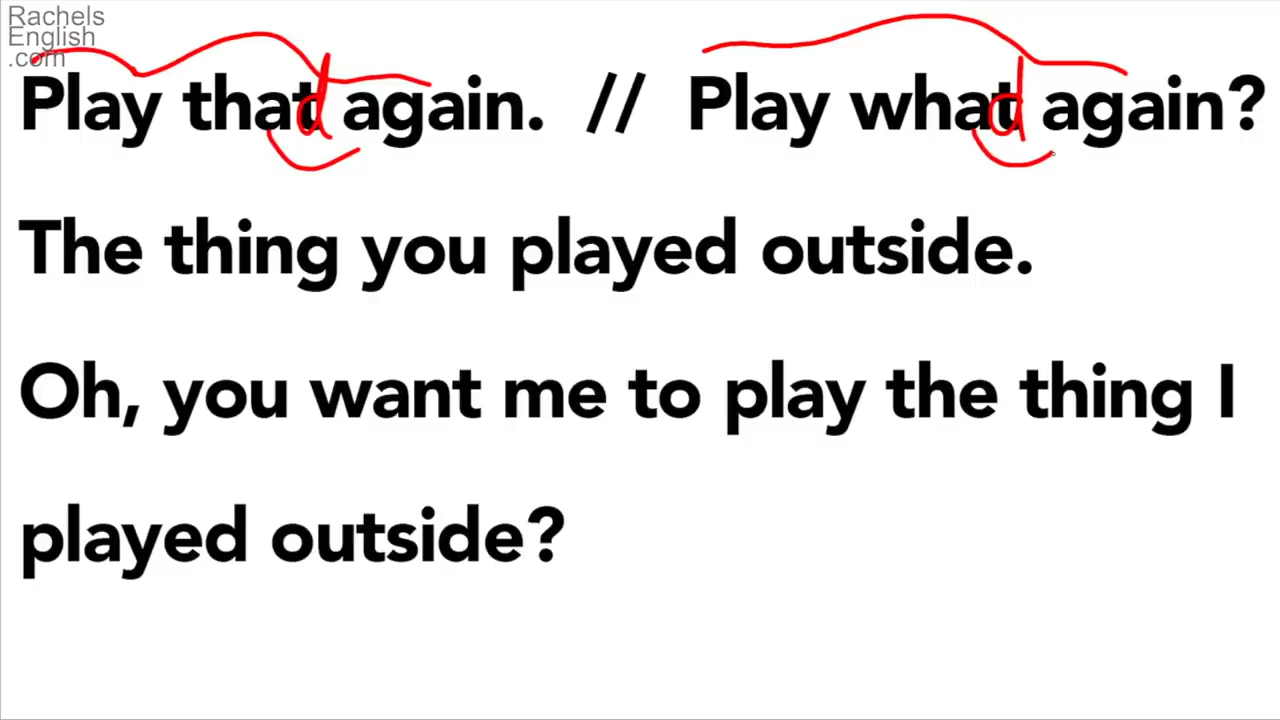 Rachels
English
.com
Play that again. // Play what again?
d d
The thing you played outside.
Oh, you want me to play the thing I
played outside?